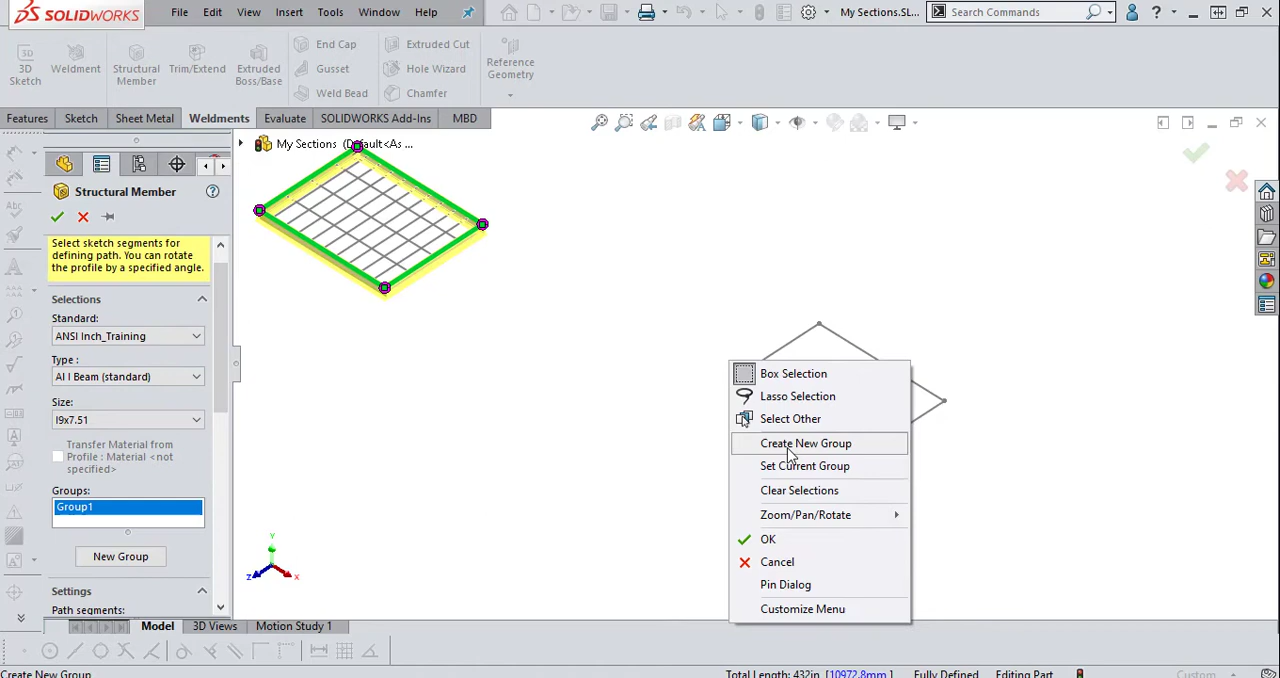 SOLIDWORKS File Edit View Insert Tools Window Help My Sections.SL... Search Commands
3D Sketch Weldment Structural Member Trim/Extend Extruded Boss/Base End Cap Gusset Weld Bead Extruded Cut Hole Wizard Chamfer Reference Geometry
Features Sketch Sheet Metal Weldments Evaluate SOLIDWORKS Add-Ins MBD
My Sections (Default<As ...
Structural Member
Select sketch segments for
defining path. You can rotate
the profile by a specified angle.
Selections
Standard:
ANSI Inch_Training
Type :
Al I Beam (standard)
Size:
I9x7.51
Transfer Material from
Profile : Material <not
specified>
Groups:
Group1
New Group
Settings
Path segments:
Box Selection
Lasso Selection
Select Other
Create New Group
Set Current Group
Clear Selections
Zoom/Pan/Rotate
OK
Cancel
Pin Dialog
Customize Menu
Y
Z X
Model 3D Views Motion Study 1
Create New Group Total Length: 432in. [10972.8mm] Fully Defined Editing Part Custom